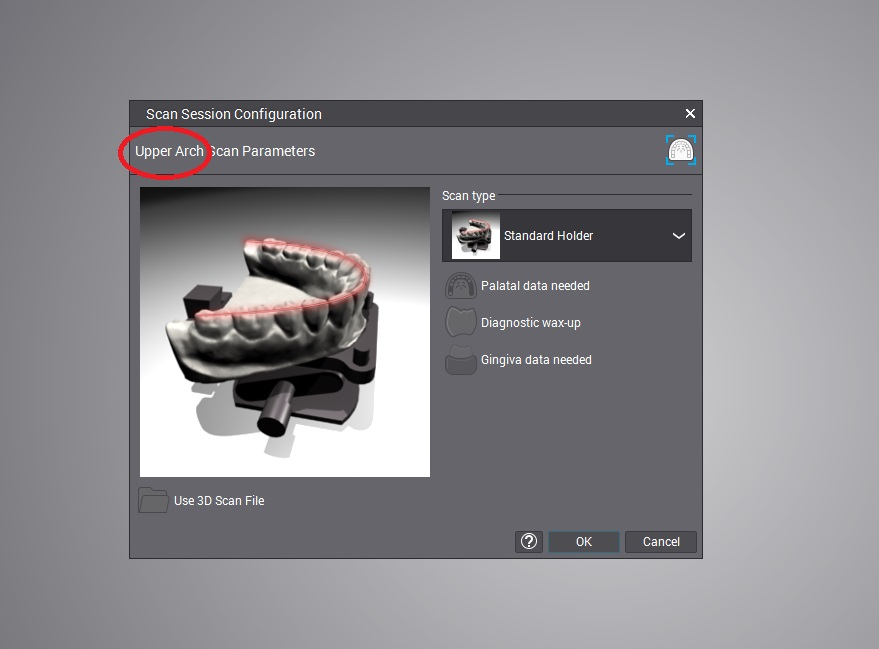 Scan Session Configuration
Upper Arch Scan Parameters
Scan type
Standard Holder
Palatal data needed
Diagnostic wax-up
Gingiva data needed
Use 3D Scan File
?
OK
Cancel